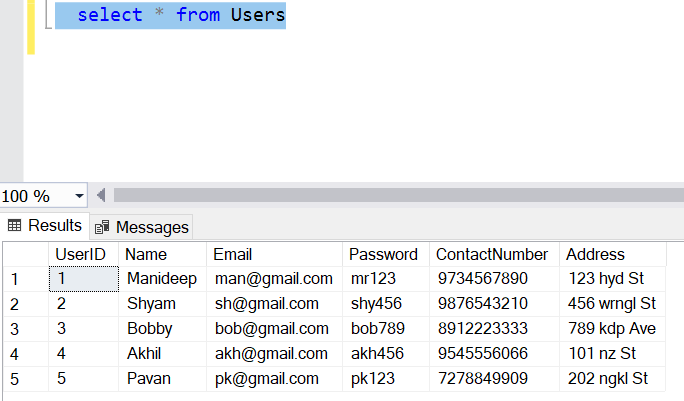 select * from Users
100 %
Results Messages
UserID Name Email Password ContactNumber Address
1 1 Manideep man@gmail.com mr123 9734567890 123 hyd St
2 2 Shyam sh@gmail.com shy456 9876543210 456 wrngl St
3 3 Bobby bob@gmail.com bob789 8912223333 789 kdp Ave
4 4 Akhil akh@gmail.com akh456 9545556066 101 nz St
5 5 Pavan pk@gmail.com pk123 7278849909 202 ngkl St